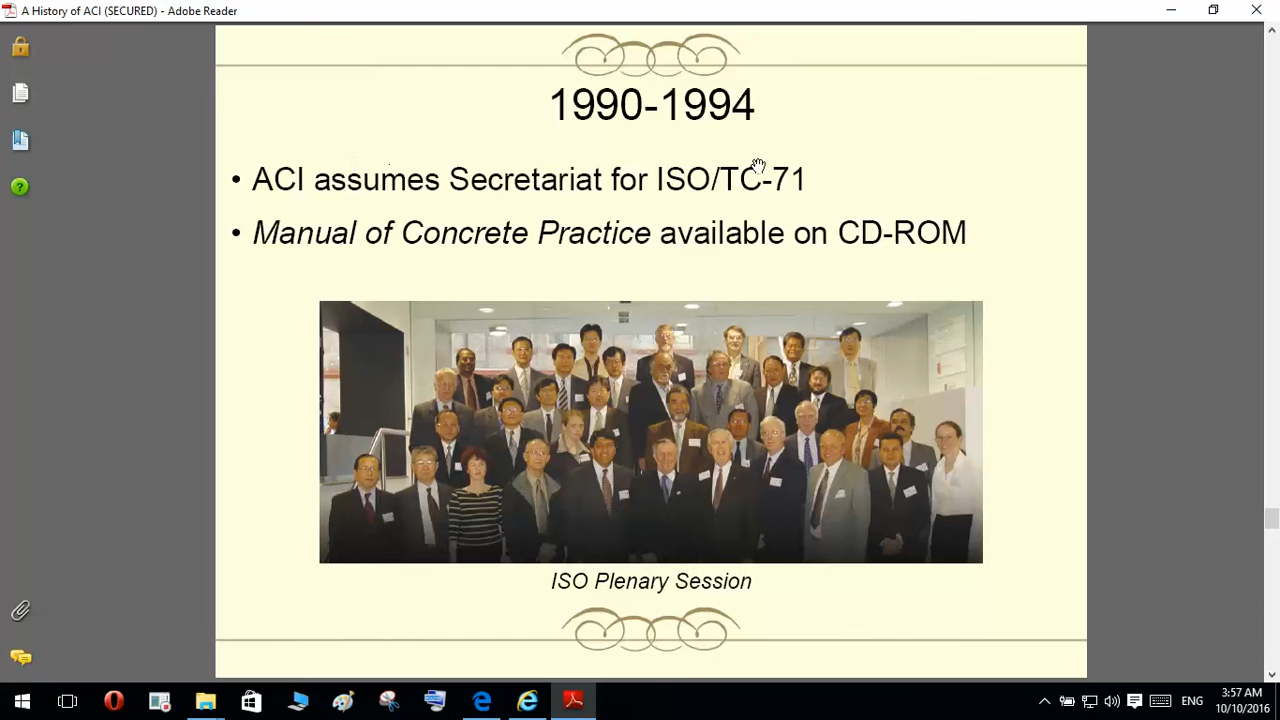 A History of ACI (SECURED) - Adobe Reader
1990-1994
• ACI assumes Secretariat for ISO/TC-71
• Manual of Concrete Practice available on CD-ROM
ISO Plenary Session
ENG
3:57 AM
10/10/2016